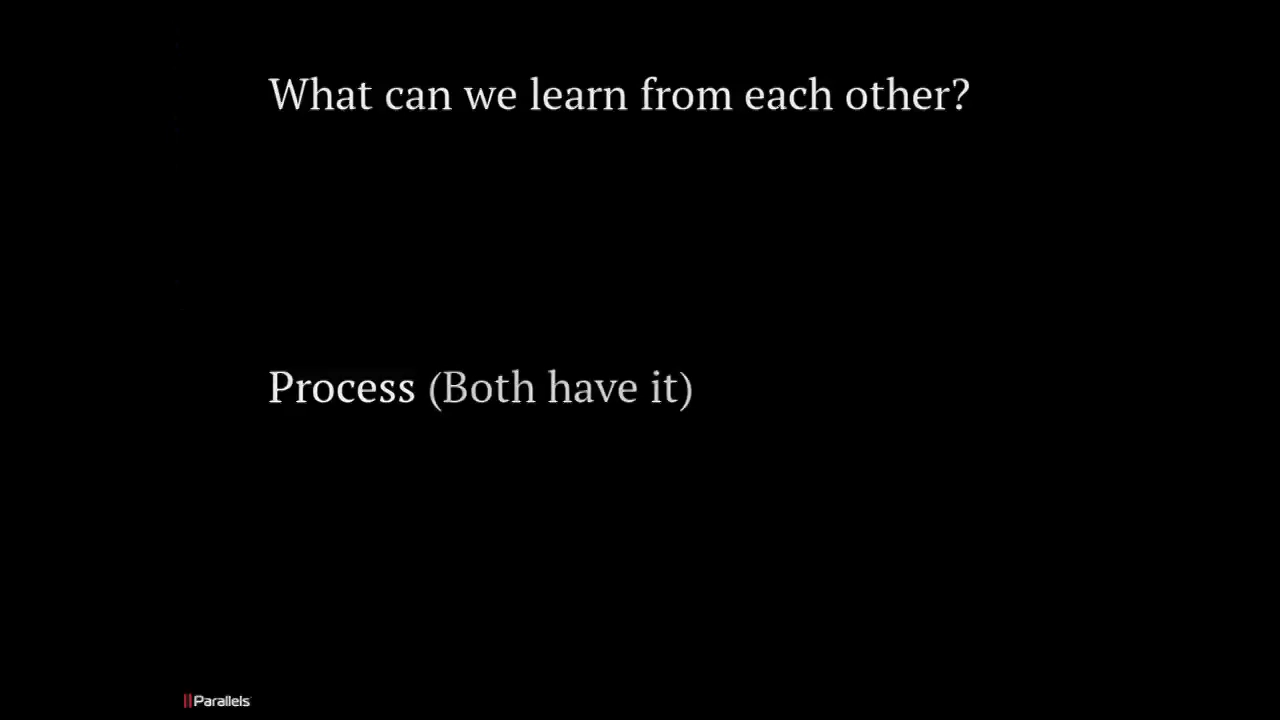 What can we learn from each other?
Process (Both have it)
Parallels